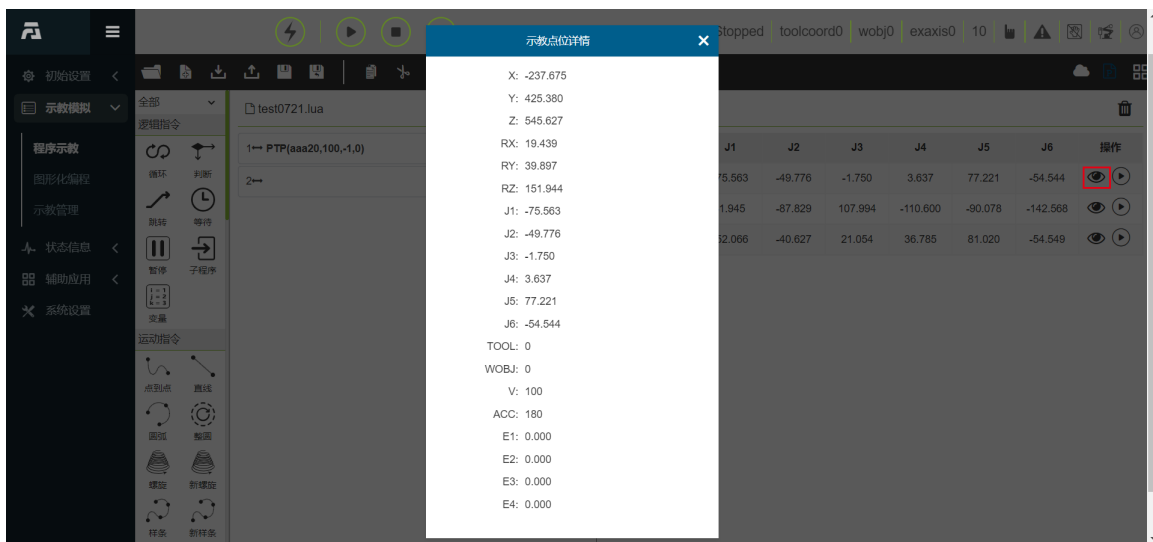 Stopped toolcoord0 wobj0 exaxis0 10
示教点位详情 ×
初始设置
示教模拟
程序示教
图形化编程
示教管理
状态信息
辅助应用
系统设置
全部
逻辑指令
循环 判断
跳转 等待
暂停 子程序
变量
运动指令
点到点 直线
圆弧 整圆
螺旋 新螺旋
样条 新样条
test0721.lua
1 PTP(aaa20,100,-1,0)
2
X: -237.675
Y: 425.380
Z: 545.627
RX: 19.439
RY: 39.897
RZ: 151.944
J1: -75.563
J2: -49.776
J3: -1.750
J4: 3.637
J5: 77.221
J6: -54.544
TOOL: 0
WOBJ: 0
V: 100
ACC: 180
E1: 0.000
E2: 0.000
E3: 0.000
E4: 0.000
J1 J2 J3 J4 J5 J6 操作
75.563 -49.776 -1.750 3.637 77.221 -54.544
1.945 -87.829 107.994 -110.600 -90.078 -142.568
2.066 -40.627 21.054 36.785 81.020 -54.549